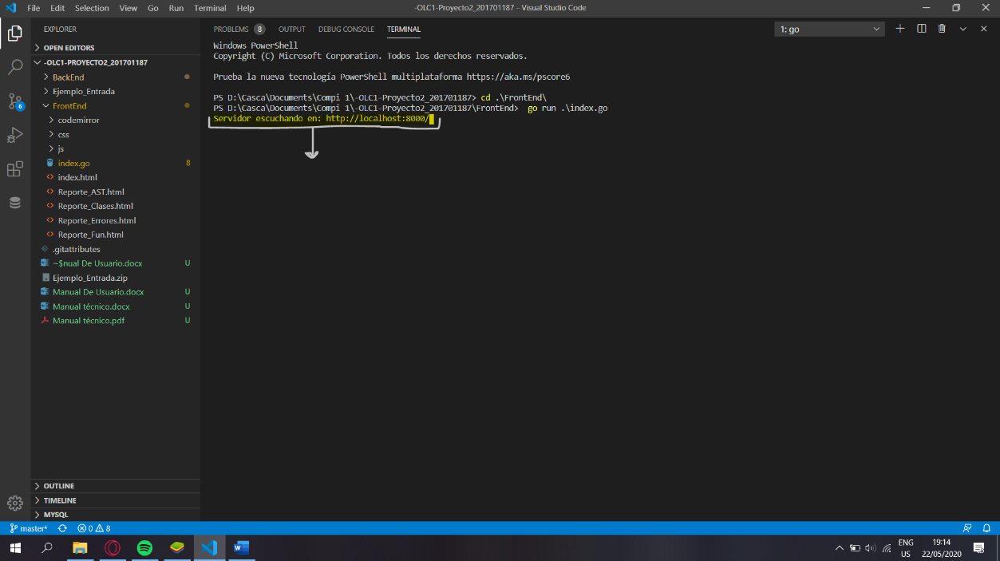 File Edit Selection View Go Run Terminal Help
-OLC1-Proyecto2_201701187 - Visual Studio Code
EXPLORER
OPEN EDITORS
-OLC1-PROYECTO2_201701187
BackEnd
Ejemplo_Entrada
FrontEnd
codemirror
css
js
index.go 8
index.html
Reporte_AST.html
Reporte_Clases.html
Reporte_Errores.html
Reporte_Fun.html
.gitattributes
~$nual De Usuario.docx U
Ejemplo_Entrada.zip
Manual De Usuario.docx U
Manual técnico.docx U
Manual técnico.pdf U
OUTLINE
TIMELINE
MYSQL
6
PROBLEMS 8 OUTPUT DEBUG CONSOLE TERMINAL
1: go
Windows PowerShell
Copyright (C) Microsoft Corporation. Todos los derechos reservados.
Prueba la nueva tecnología PowerShell multiplataforma https://aka.ms/pscore6
PS D:\Casca\Documents\Compi 1\-OLC1-Proyecto2_201701187> cd .\FrontEnd\
PS D:\Casca\Documents\Compi 1\-OLC1-Proyecto2_201701187\FrontEnd> go run .\index.go
Servidor escuchando en: http://localhost:8000/
master* 0 8
ENG
US
19:14
22/05/2020